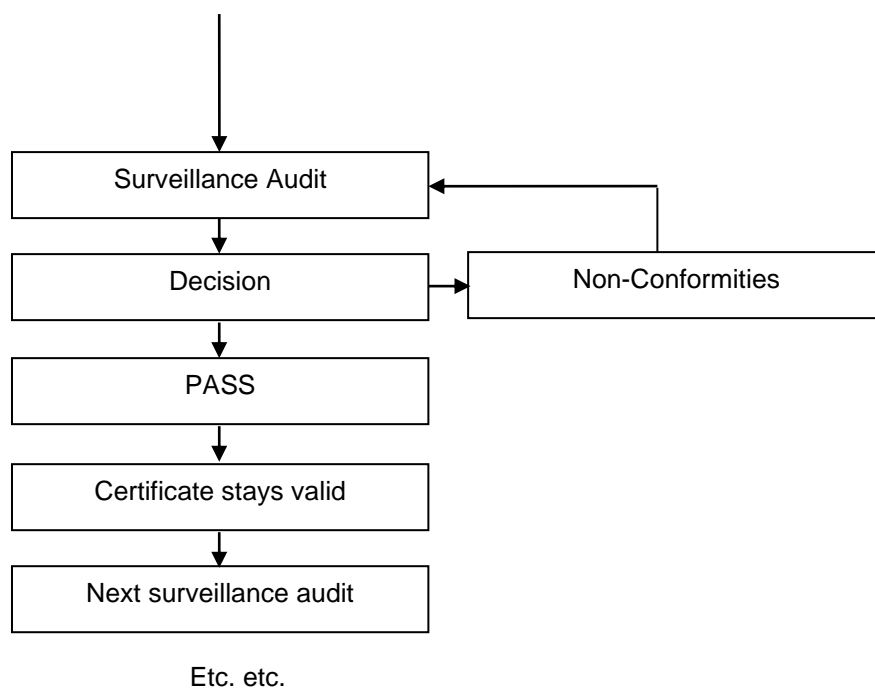 Surveillance Audit
Decision
Non-Conformities
PASS
Certificate stays valid
Next surveillance audit
Etc. etc.